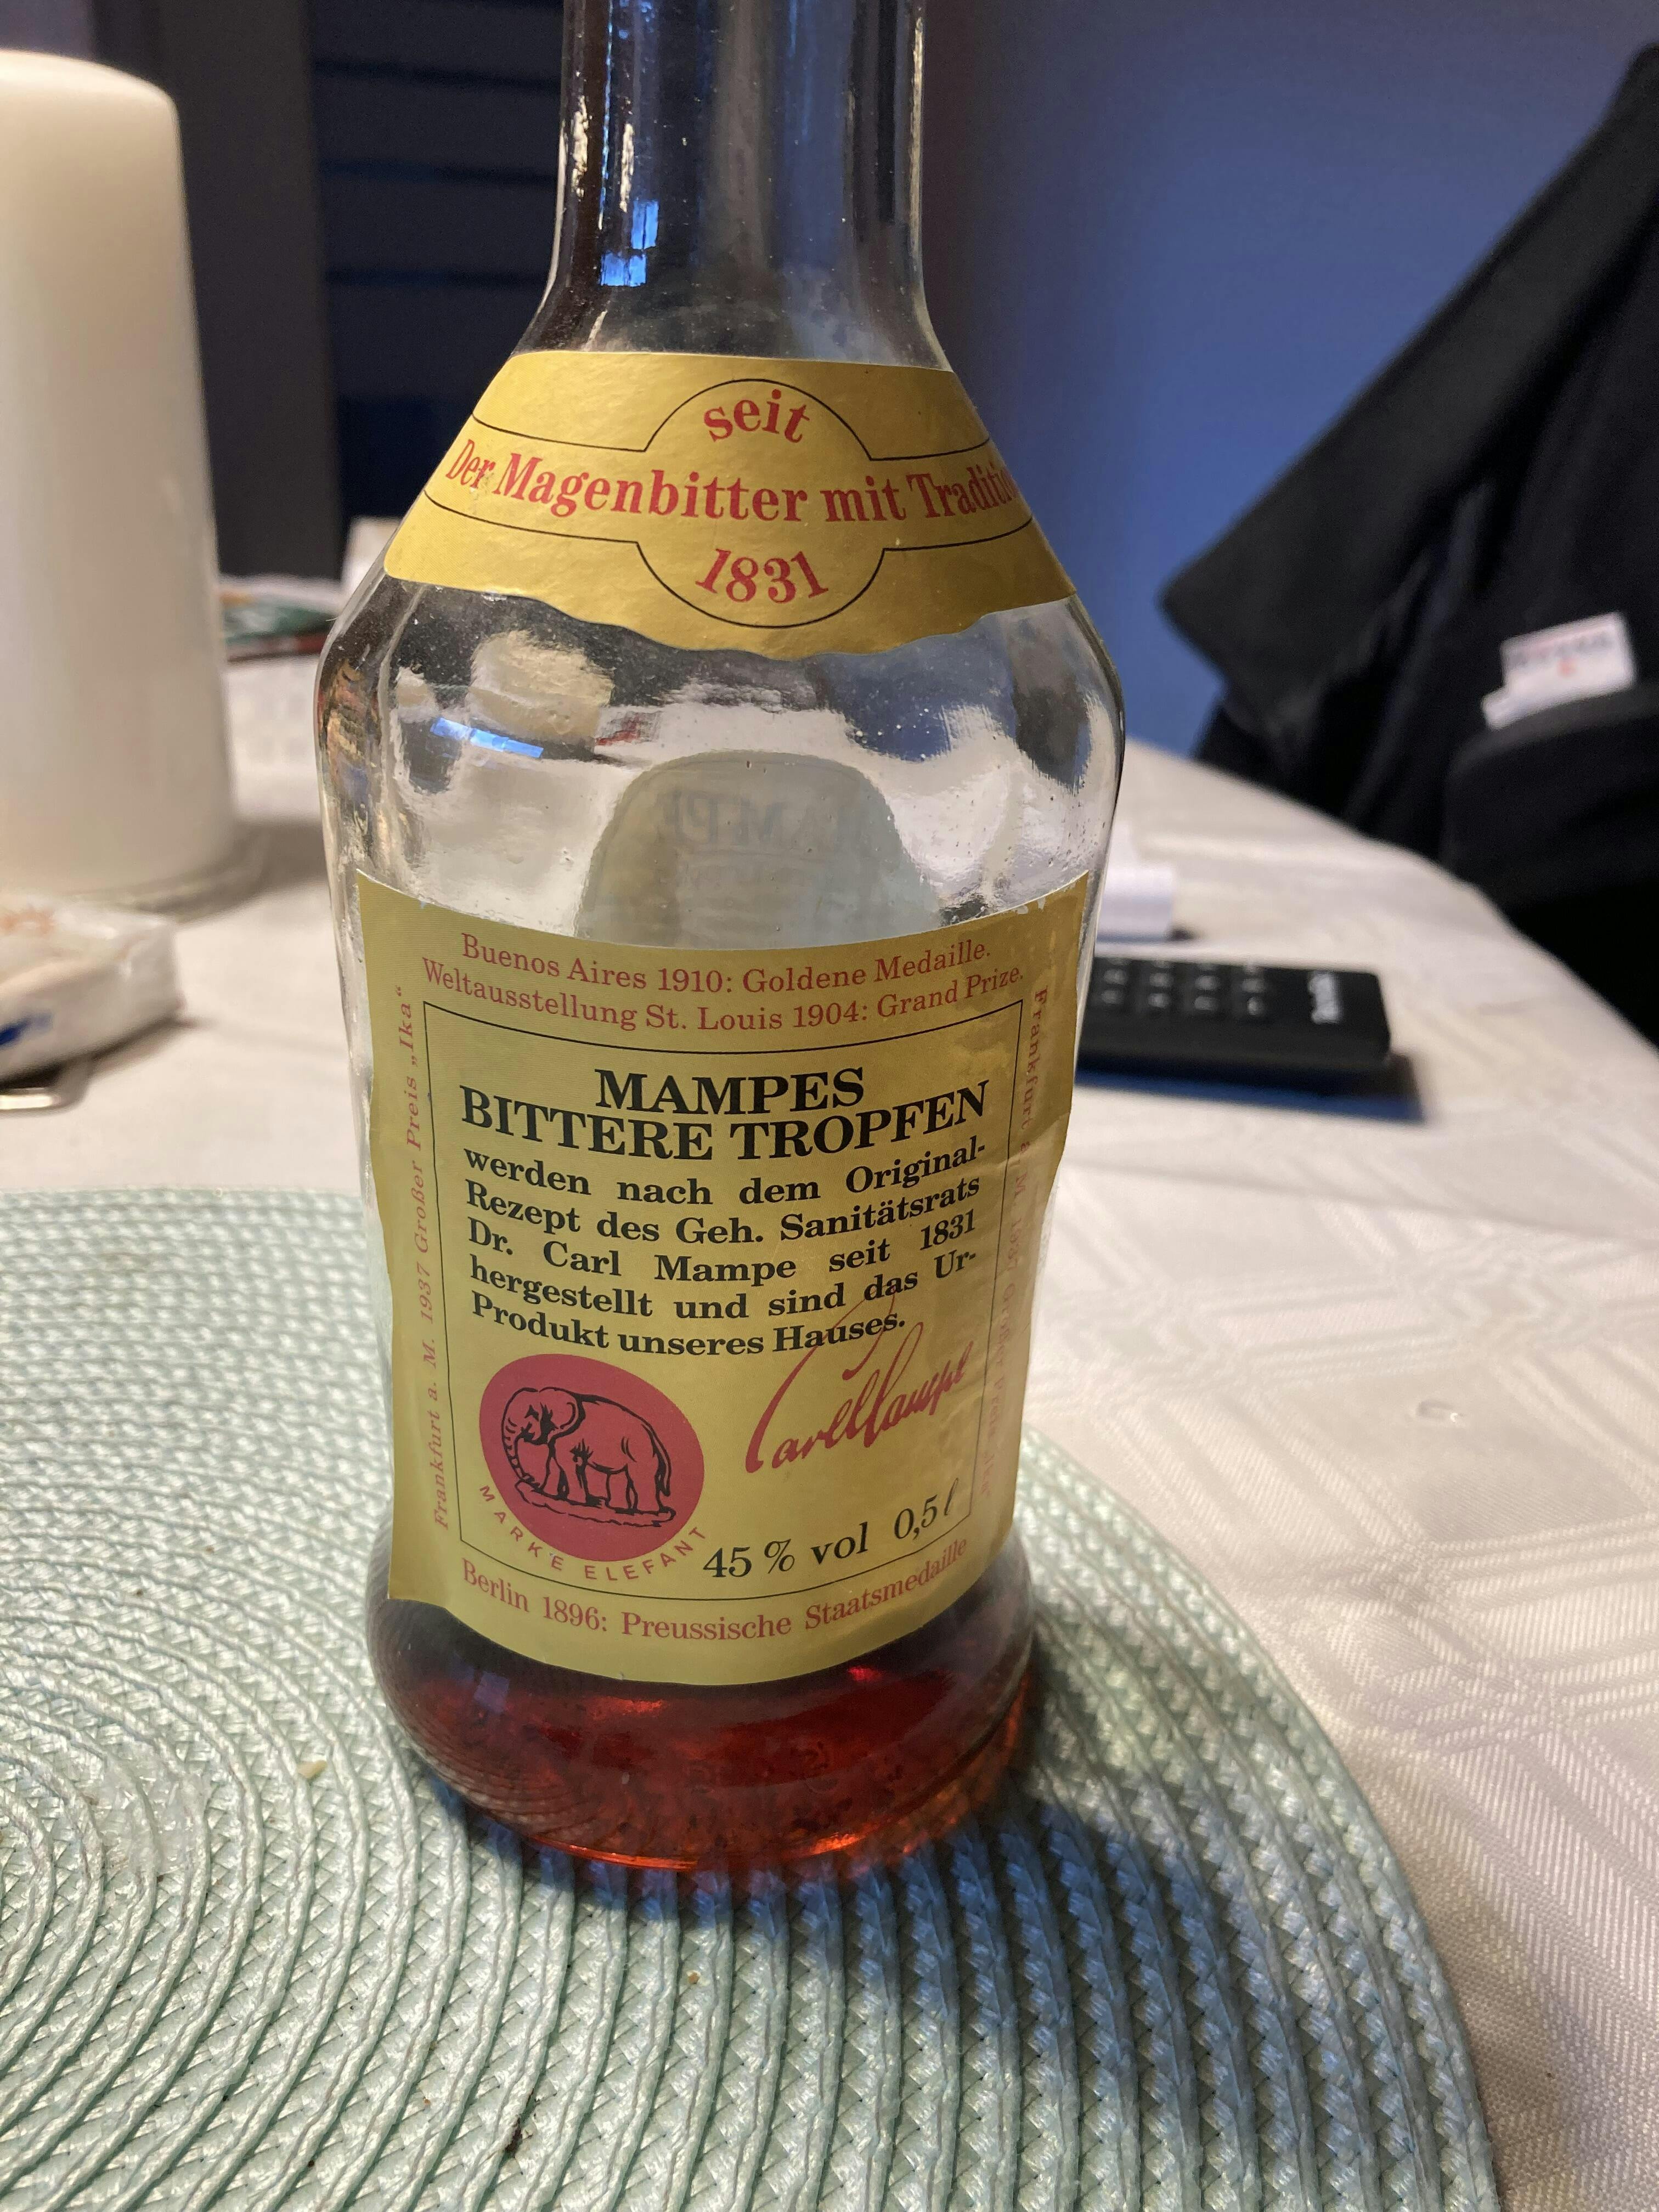 seit
Der Magenbitter mit
1831
Buenos Aires 1910: Goldene Medaille.
Weltausstellung St. Louis 1904: Grand Prize.
Frankfurt a. M. 1937 Großer Preis „Ika“
MAMPES
BITTERE TROPFEN
werden nach dem Original-
Rezept des Geh. Sanitätsrats
Dr. Carl Mampe seit 1831
hergestellt und sind das Ur-
Produkt unseres Hauses.
Carl Mampe
MARKE ELEFANT
45 % vol 0,5 ℓ
Berlin 1896: Preussische Staatsmedaille
Frankfurt